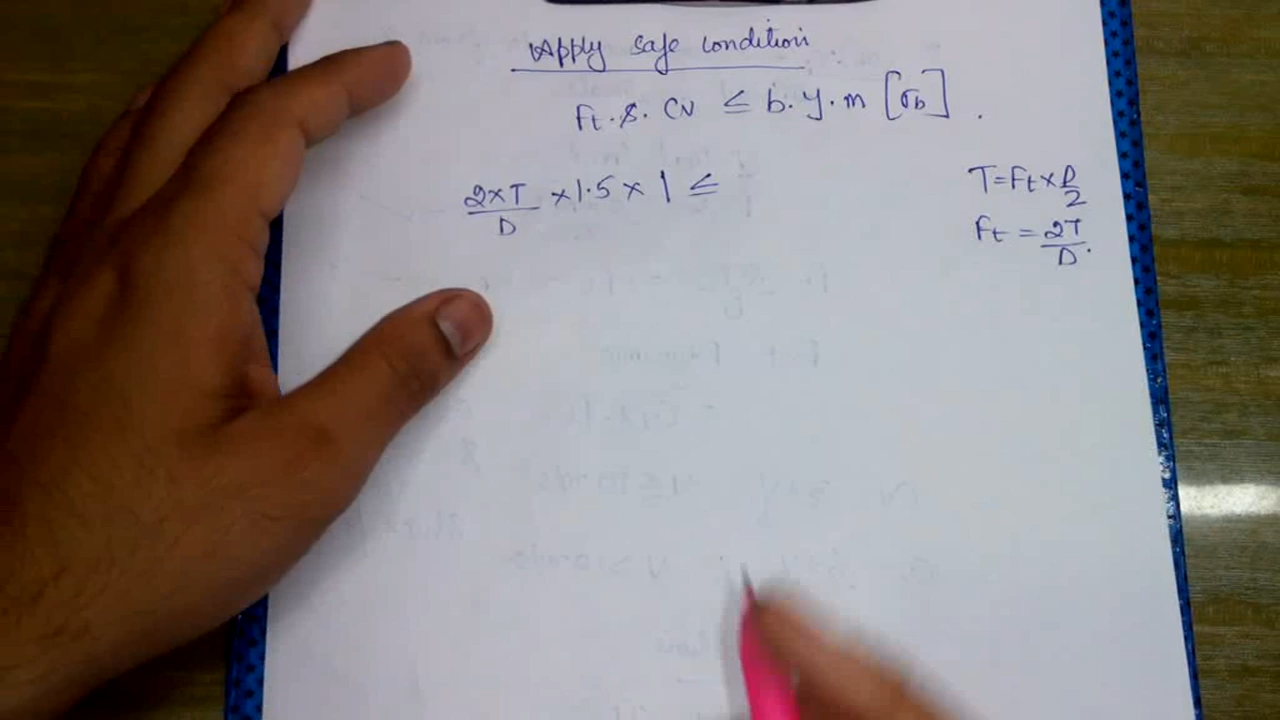 Apply safe condition
Ft.S. Cv ≤ b.y.m [σb].
2×T/D ×1.5 × 1 ≤
T=Ft×D/2
Ft = 2T/D.